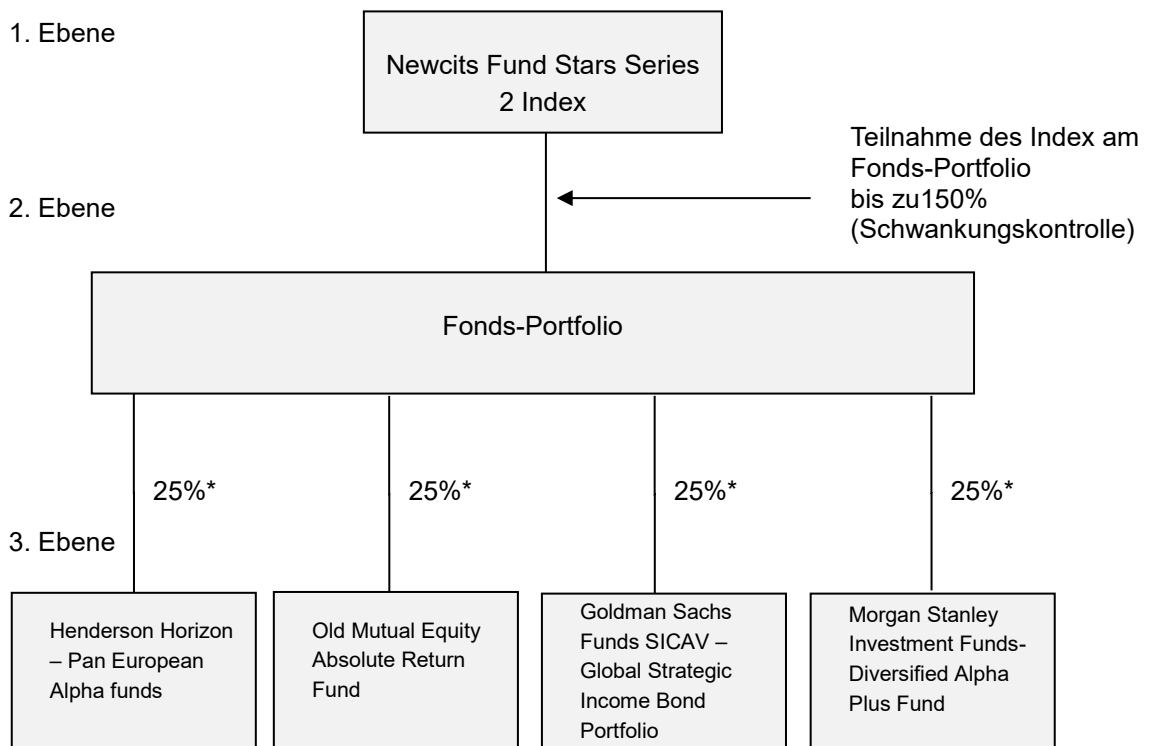 1. Ebene
Newcits Fund Stars Series
2 Index
Teilnahme des Index am
Fonds-Portfolio
bis zu150%
(Schwankungskontrolle)
2. Ebene
Fonds-Portfolio
25%*
25%*
25%*
25%*
3. Ebene
Henderson Horizon
– Pan European
Alpha funds
Old Mutual Equity
Absolute Return
Fund
Goldman Sachs
Funds SICAV –
Global Strategic
Income Bond
Portfolio
Morgan Stanley
Investment Funds-
Diversified Alpha
Plus Fund